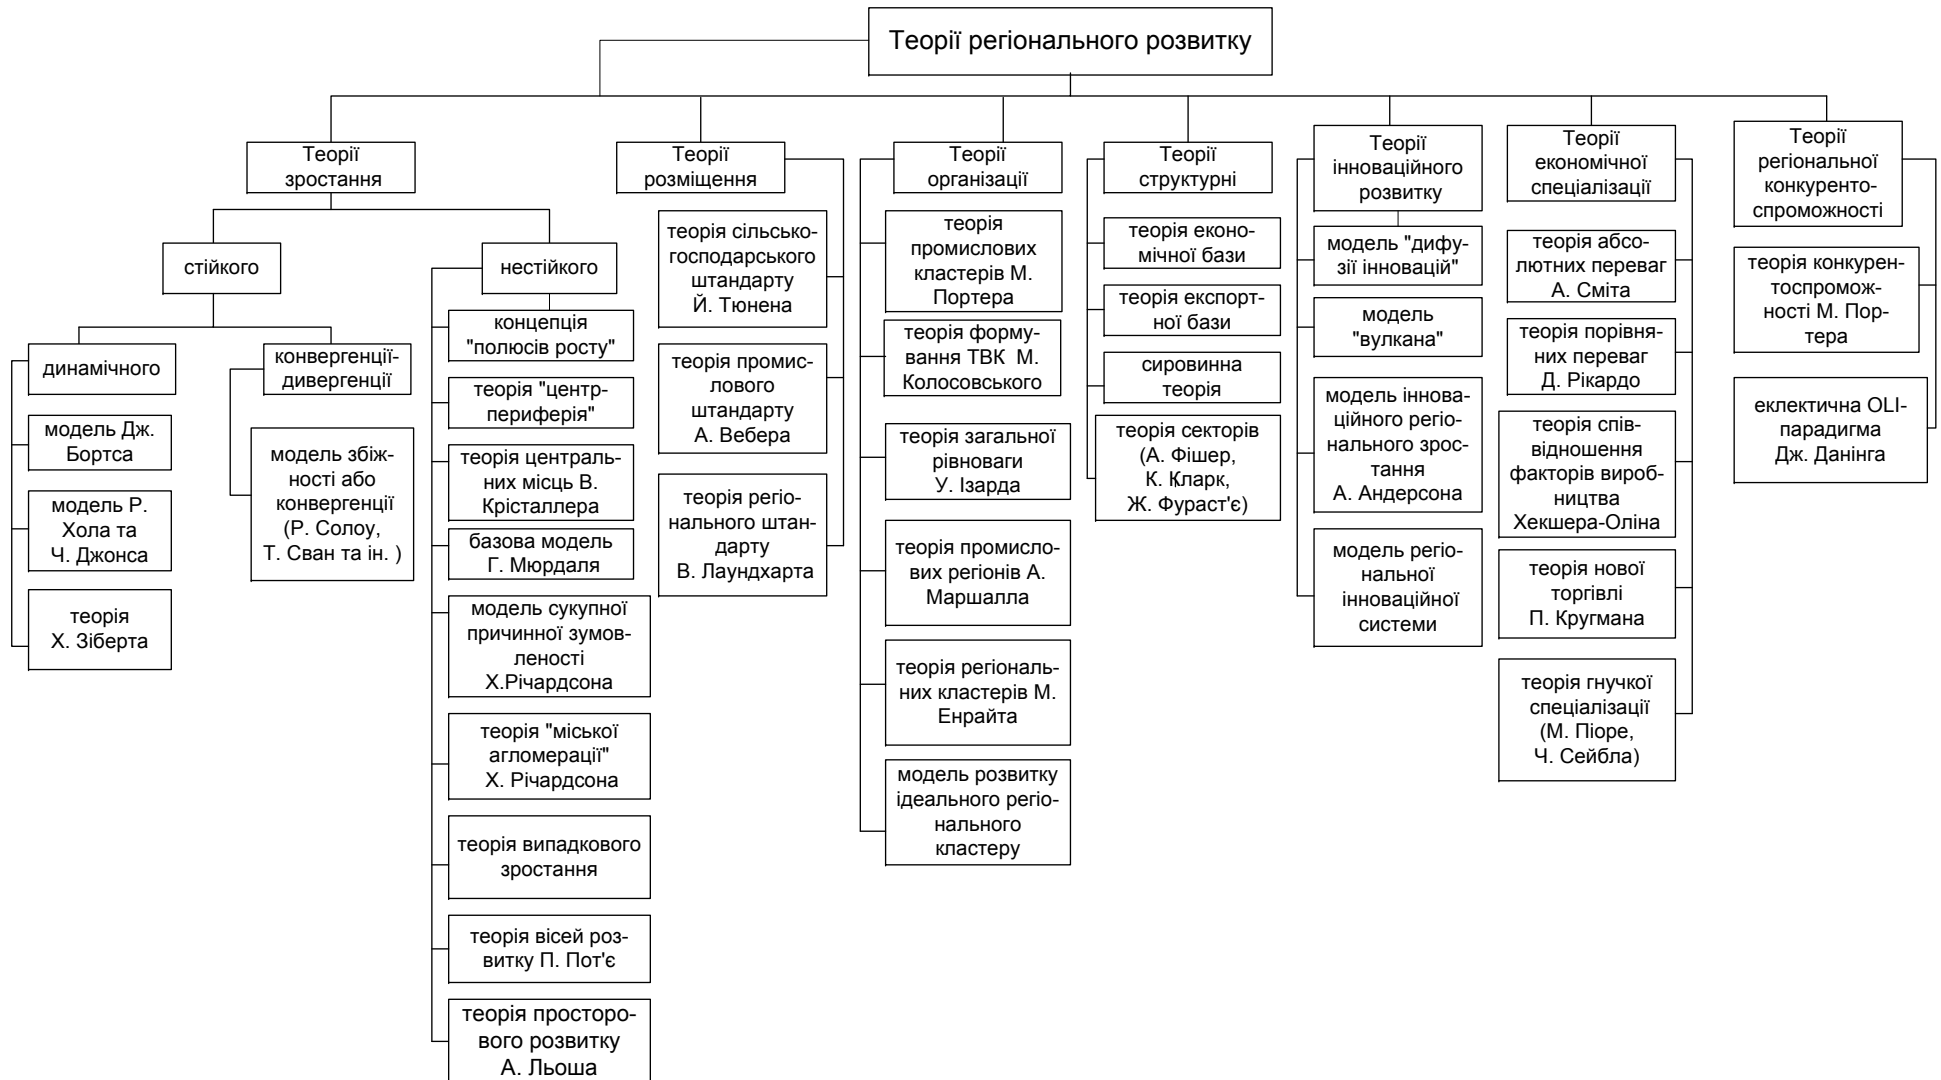 Теорії регіонального розвитку
Теорії
зростання
стійкого
динамічного
модель Дж.
Бортса
модель Р.
Хола та
Ч. Джонса
теорія
Х. Зіберта
конвергенції-
дивергенції
модель збіж-
ності або
конвергенції
(Р. Солоу,
Т. Сван та ін. )
нестійкого
концепція
"полюсів росту"
теорія "центр-
периферія"
теорія централь-
них місць В.
Крісталлера
базова модель
Г. Мюрдаля
модель сукупної
причинної зумов-
леності
Х.Річардсона
теорія "міської
агломерації"
Х. Річардсона
теорія випадкового
зростання
теорія вісей роз-
витку П. Пот'є
теорія просторо-
вого розвитку
А. Льоша
Теорії
розміщення
теорія сільсько-
господарського
штандарту
Й. Тюнена
теорія промис-
лового
штандарту
А. Вебера
теорія регіо-
нального штан-
дарту
В. Лаундхарта
Теорії
організації
теорія
промислових
кластерів М.
Портера
теорія форму-
вання ТВК М.
Колосовського
теорія загальної
рівноваги
У. Ізарда
теорія промисло-
вих регіонів А.
Маршалла
теорія регіональ-
них кластерів М.
Енрайта
модель розвитку
ідеального регіо-
нального
кластеру
Теорії
структурні
теорія еконо-
мічної бази
теорія експорт-
ної бази
сировинна
теорія
теорія секторів
(А. Фішер,
К. Кларк,
Ж. Фураст'є)
Теорії
інноваційного
розвитку
модель "дифу-
зії інновацій"
модель
"вулкана"
модель іннова-
ційного регіо-
нального зрос-
тання
А. Андерсона
модель регіо-
нальної
інноваційної
системи
Теорії
економічної
спеціалізації
теорія абсо-
лютних переваг
А. Сміта
теорія порівня-
них переваг
Д. Рікардо
теорія спів-
відношення
факторів вироб-
ництва
Хекшера-Оліна
теорія нової
торгівлі
П. Кругмана
теорія гнучкої
спеціалізації
(М. Піоре,
Ч. Сейбла)
Теорії
регіональної
конкуренто-
спроможності
теорія конкурен-
тоспромож-
ності М. Пор-
тера
еклектична OLI-
парадигма
Дж. Данінга